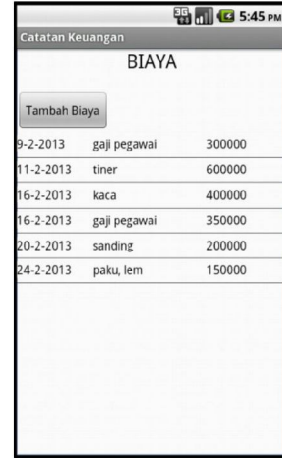 3G 5:45 PM
Catatan Keuangan
BIAYA
Tambah Biaya
9-2-2013 gaji pegawai 300000
11-2-2013 tiner 600000
16-2-2013 kaca 400000
16-2-2013 gaji pegawai 350000
20-2-2013 sanding 200000
24-2-2013 paku, lem 150000